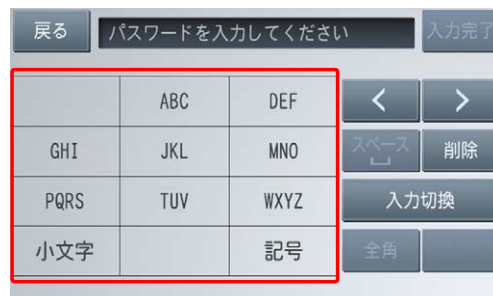 戻る パスワードを入力してください 入力完了
ABC DEF
GHI JKL MNO スペース 削除
PQRS TUV WXYZ 入力切換
小文字 記号 全角